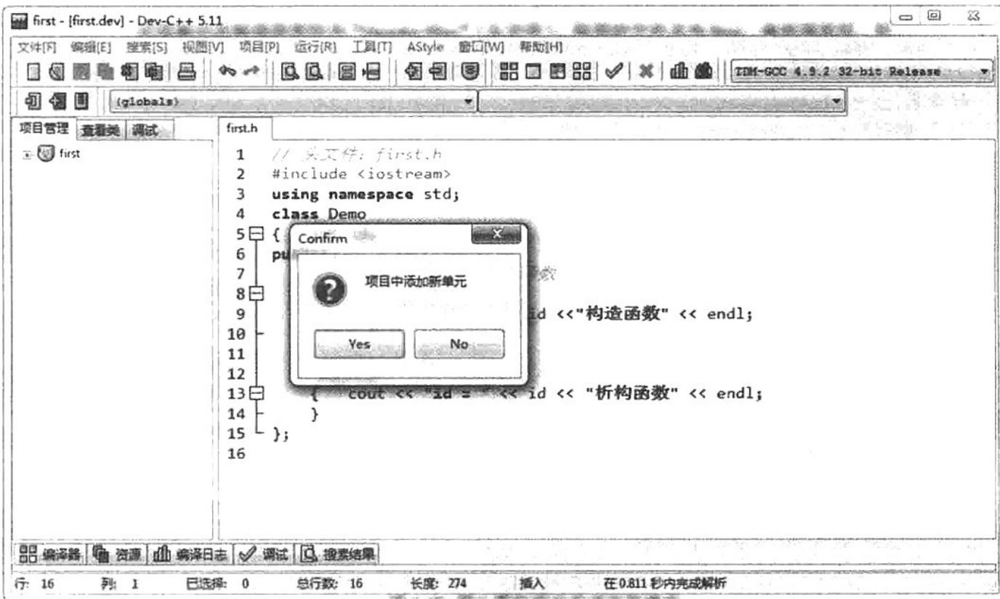 first - [first.dev] - Dev-C++ 5.11
文件[F] 编辑[E] 搜索[S] 视图[V] 项目[P] 运行[R] 工具[T] AStyle 窗口[W] 帮助[H]
TDM-GCC 4.9.2 32-bit Release
(globals)
项目管理 查看类 调试
first.h
first
1 // 头文件: first.h
2 #include <iostream>
3 using namespace std;
4 class Demo
5 {
6 pu
7 函数
8
9 id <<"构造函数" << endl;
10
11
12
13 { cout << "id = " << id << "析构函数" << endl;
14 }
15 };
16
Confirm
项目中添加新单元
Yes No
编译器 资源 编译日志 调试 搜索结果
行: 16 列: 1 已选择: 0 总行数: 16 长度: 274 插入 在 0.811 秒内完成解析